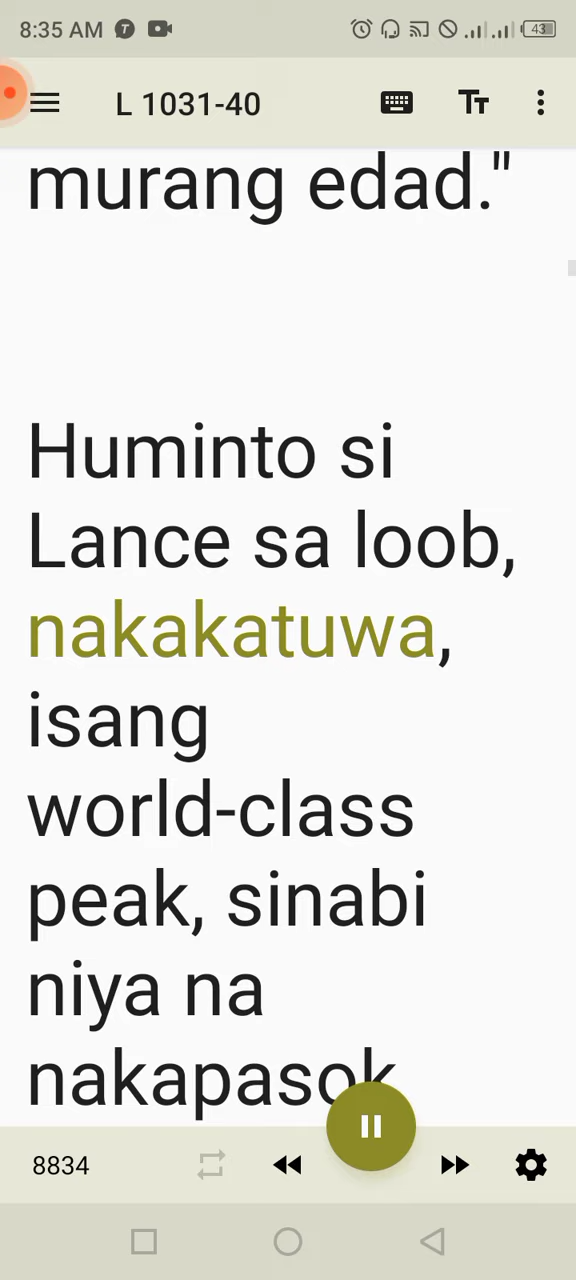 8:35 AM
43
L 1031-40
murang edad."
Huminto si
Lance sa loob,
nakakatuwa,
isang
world-class
peak, sinabi
niya na
nakapasok
8834